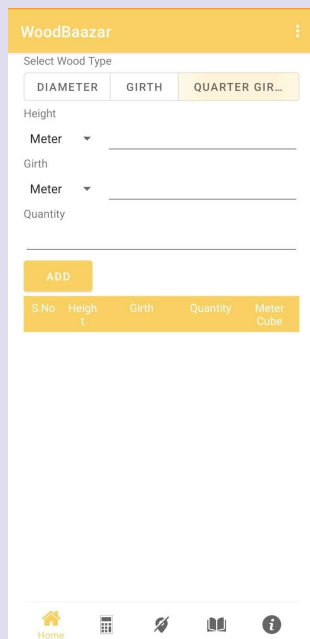 WoodBaazar
Select Wood Type
DIAMETER GIRTH QUARTER GIR...
Height
Meter
Girth
Meter
Quantity
ADD
S.No Heigh Girth Quantity Meter
t Cube
Home